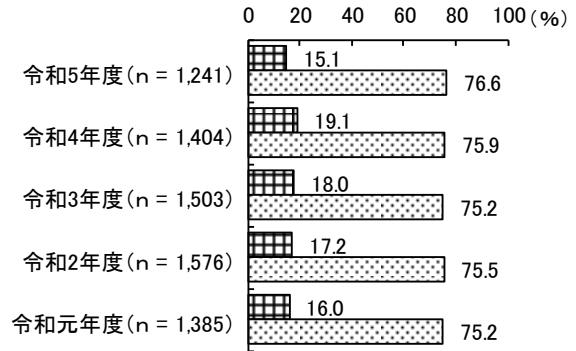 0 20 40 60 80 100 (%)
令和5年度(n = 1,241) 15.1 76.6
令和4年度(n = 1,404) 19.1 75.9
令和3年度(n = 1,503) 18.0 75.2
令和2年度(n = 1,576) 17.2 75.5
令和元年度(n = 1,385) 16.0 75.2